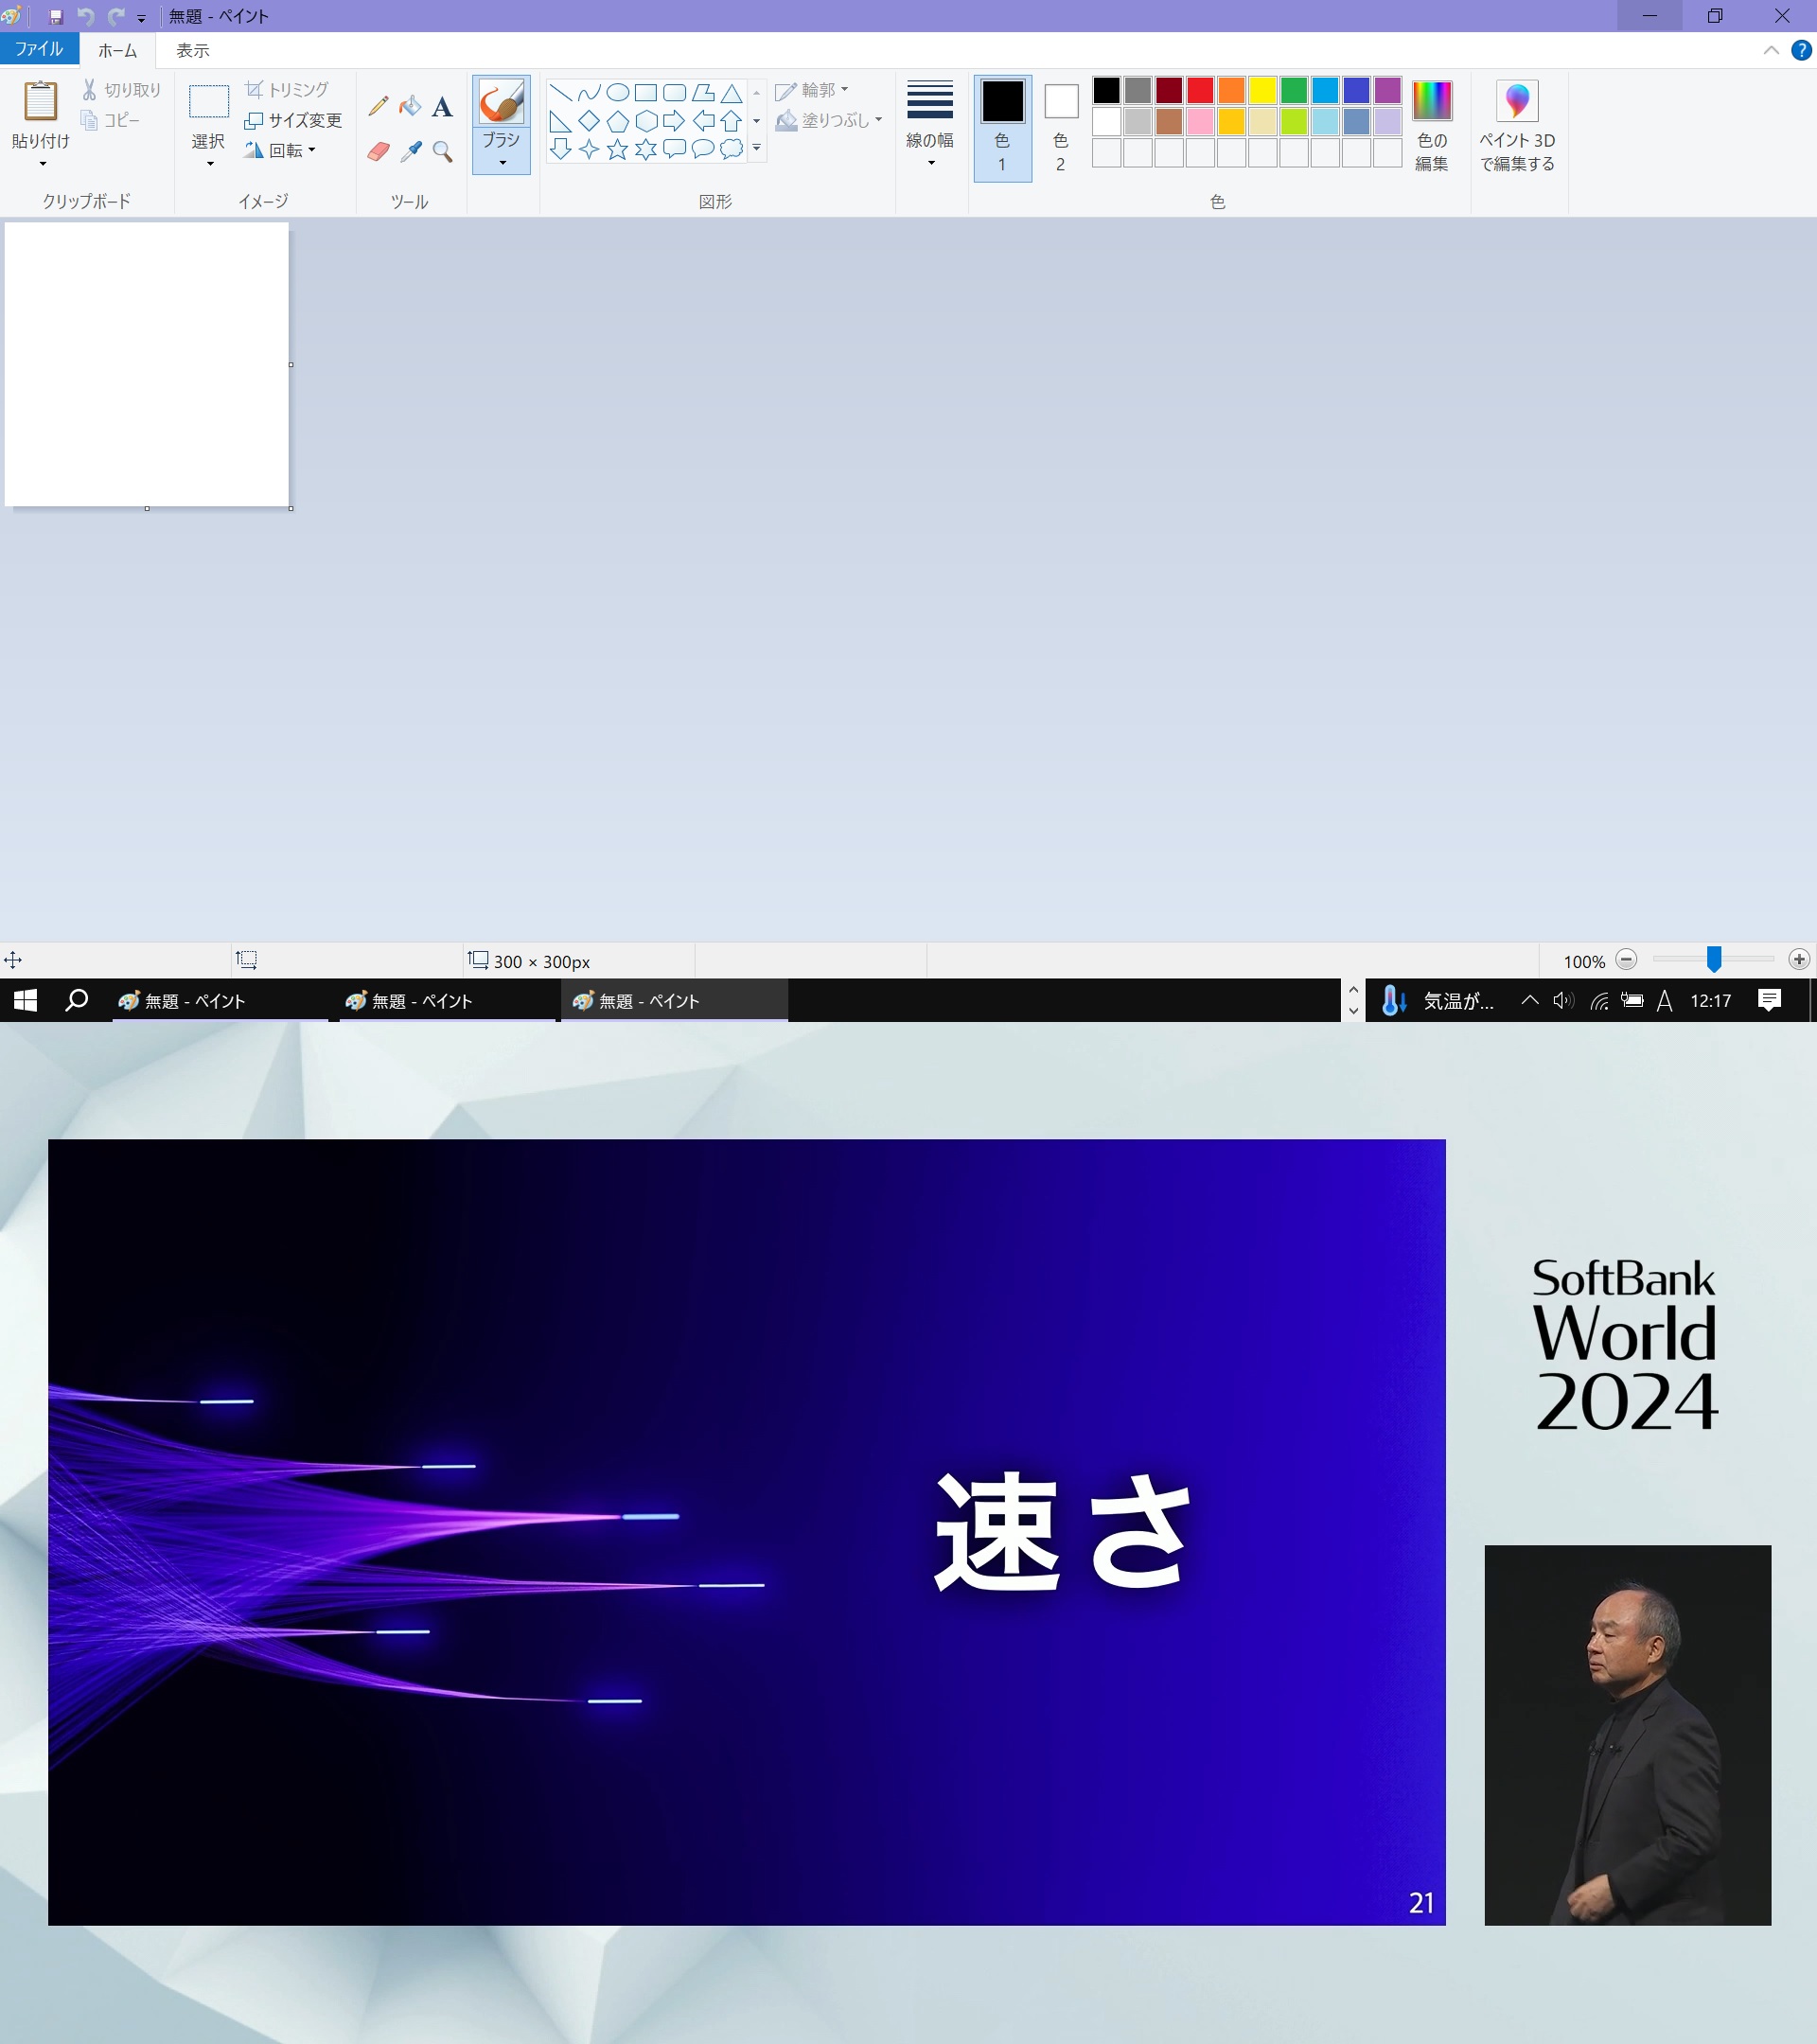 無題 - ペイント
ファイル ホーム 表示
貼り付け
切り取り
コピー
クリップボード
選択
トリミング
サイズ変更
回転
イメージ
A
ツール
ブラシ
輪郭
塗りつぶし
図形
線の幅
色
1
色
2
色の
編集
色
ペイント 3D
で編集する
?
300 × 300px
100%
無題 - ペイント
無題 - ペイント
無題 - ペイント
気温が...
A
12:17
速さ
21
SoftBank
World
2024